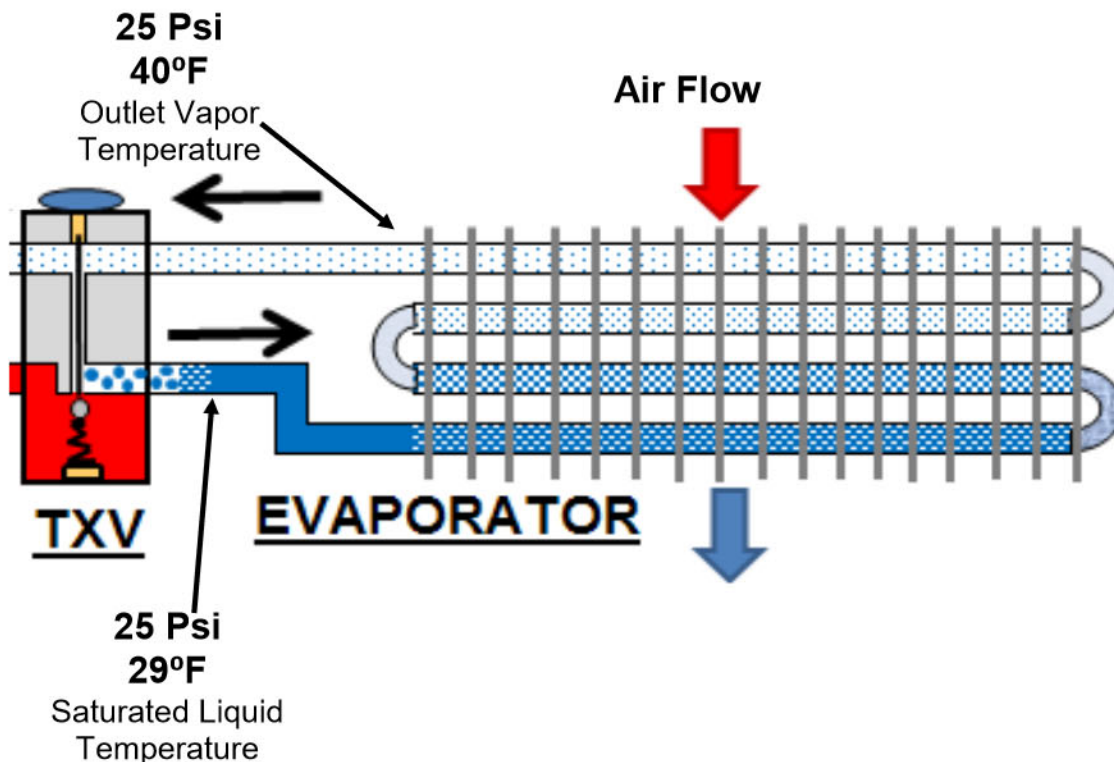 25 Psi
40ºF
Outlet Vapor
Temperature
Air Flow
TXV
EVAPORATOR
25 Psi
29ºF
Saturated Liquid
Temperature